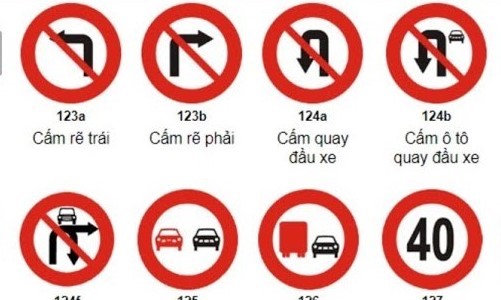 123a
123b
124a
124b
Cấm rẽ trái
Cấm rẽ phải
Cấm quay
đầu xe
Cấm ô tô
quay đầu xe
40